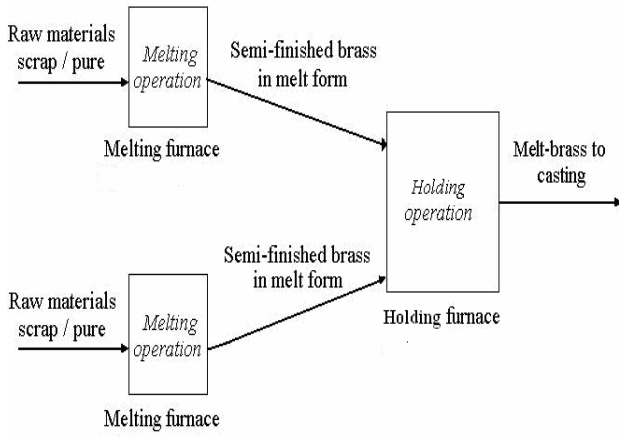 Raw materials
scrap / pure
Melting
operation
Melting furnace
Semi-finished brass
in melt form
Holding
operation
Holding furnace
Melt-brass to
casting
Raw materials
scrap / pure
Melting
operation
Melting furnace
Semi-finished brass
in melt form